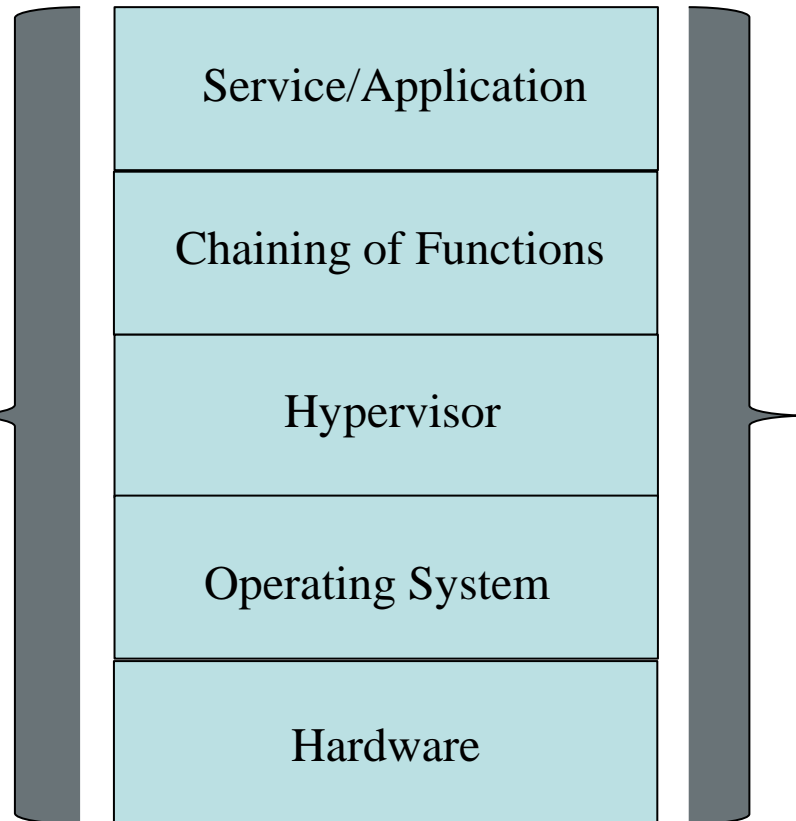 Service/Application
Chaining of Functions
Hypervisor
Operating System
Hardware